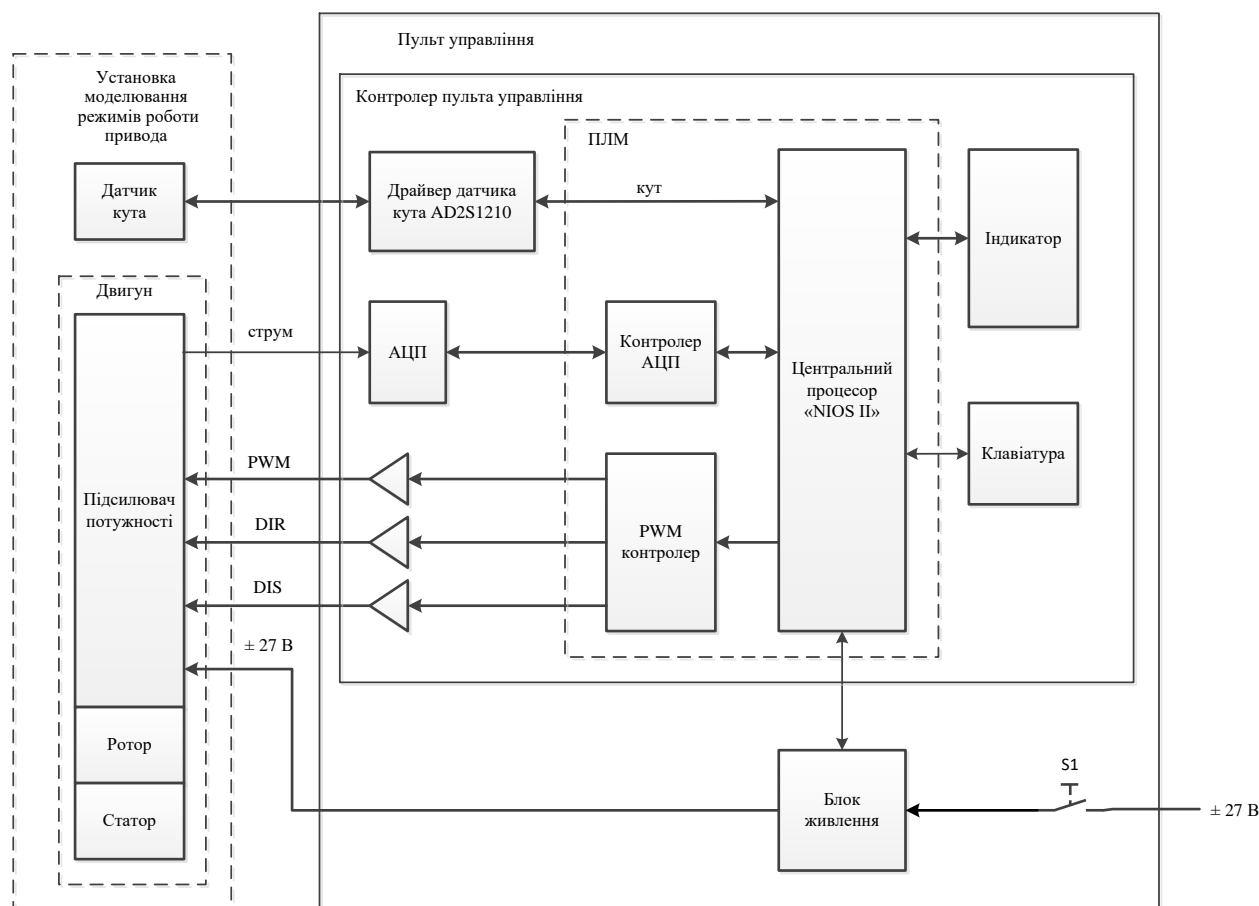 Пульт управління
Установка
моделювання
режимів роботи
привода
Контролер пульта управління
ПЛМ
Датчик
кута
Драйвер датчика
кута AD2S1210
кут
Індикатор
Двигун
струм
АЦП
Контролер
АЦП
Центральний
процесор
«NIOS II»
Клавіатура
PWM
Підсилювач
потужності
DIR
PWM
контролер
DIS
± 27 В
Ротор
Статор
Блок
живлення
S1
± 27 В